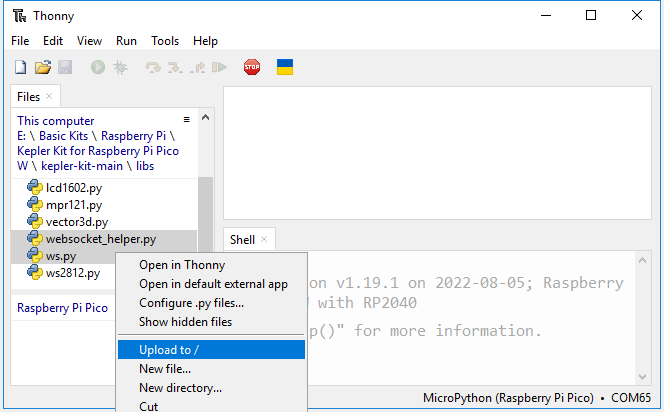 Thonny
File Edit View Run Tools Help
STOP
Files
This computer
E: \ Basic Kits \ Raspberry Pi \
Kepler Kit for Raspberry Pi Pico
W \ kepler-kit-main \ libs
lcd1602.py
mpr121.py
vector3d.py
websocket_helper.py
ws.py
ws2812.py
Raspberry Pi Pico
Open in Thonny
Open in default external app
Configure .py files...
Show hidden files
Upload to /
New file...
New directory...
Cut
Shell
on v1.19.1 on 2022-08-05; Raspberry
with RP2040
p()" for more information.
MicroPython (Raspberry Pi Pico) • COM65